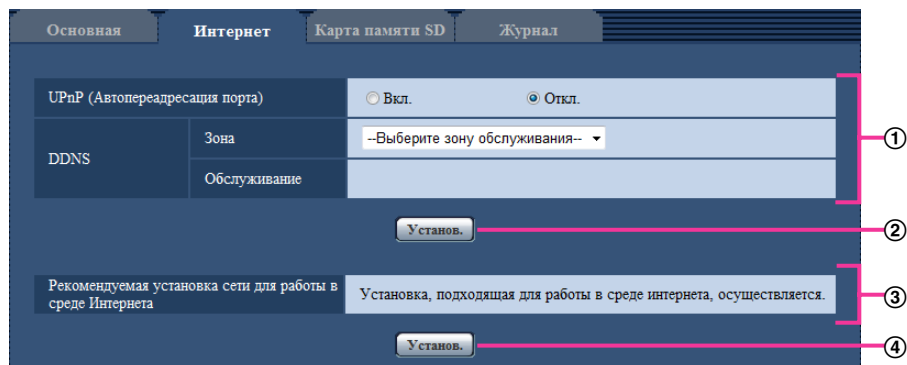 Основная Интернет Карта памяти SD Журнал
UPnP (Автопереадресация порта) Вкл. Откл.
DDNS
Зона --Выберите зону обслуживания--
Обслуживание
①
Установ. ②
Рекомендуемая установка сети для работы в
среде Интернета
Установка, подходящая для работы в среде интернета, осуществляется. ③
Установ. ④